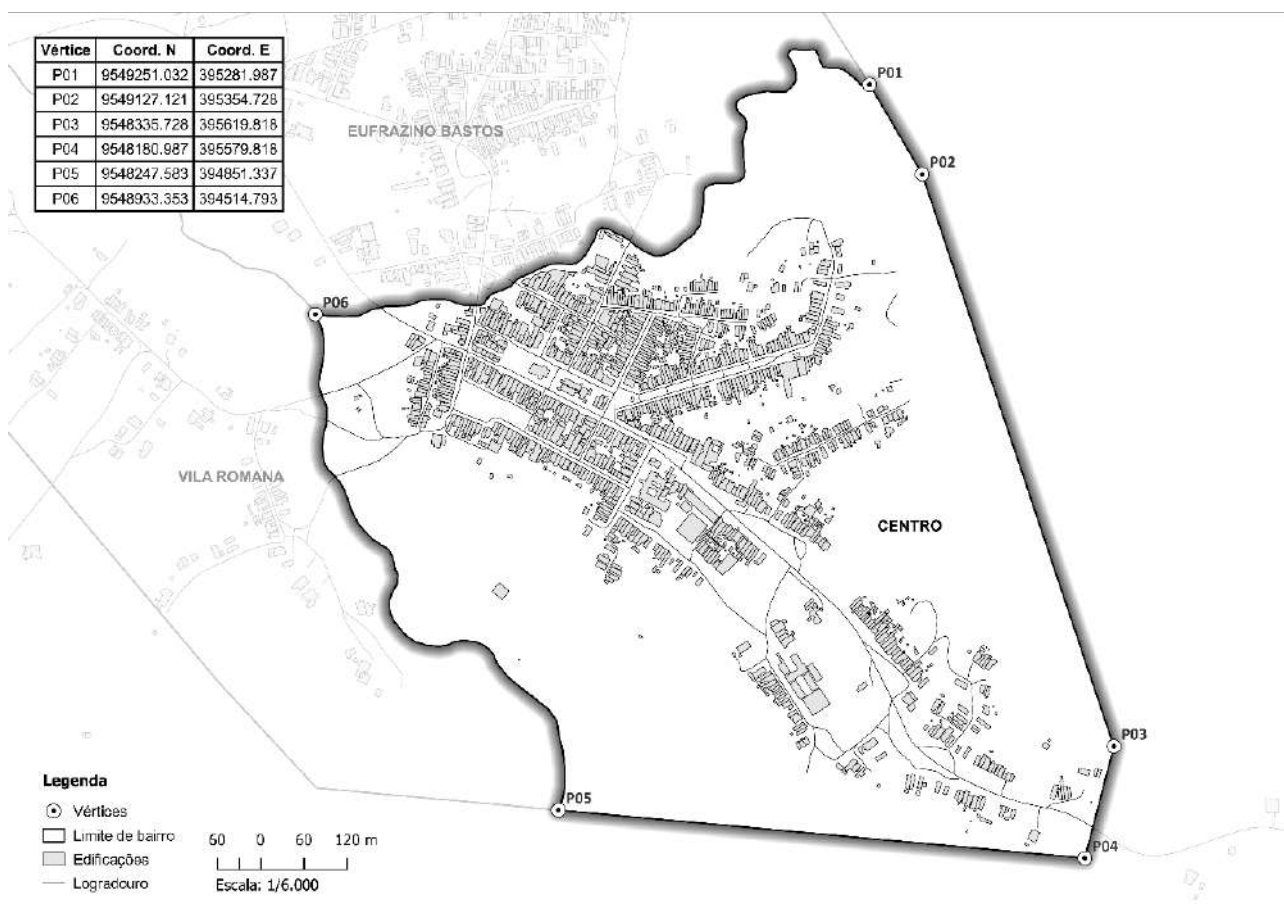 Vértice Coord. N Coord. E
P01 9549251.032 395281.987
P02 9549127.121 395354.728
P03 9548335.728 395619.818
P04 9548180.987 395579.818
P05 9548247.583 394851.337
P06 9548933.353 394514.793
P01
EUFRAZINO BASTOS
P02
P06
VILA ROMANA
CENTRO
P03
Legenda
P05
Vértices
Limite de bairro
60 0 60 120 m
Edificações
P04
Logradouro
Escala: 1/6.000